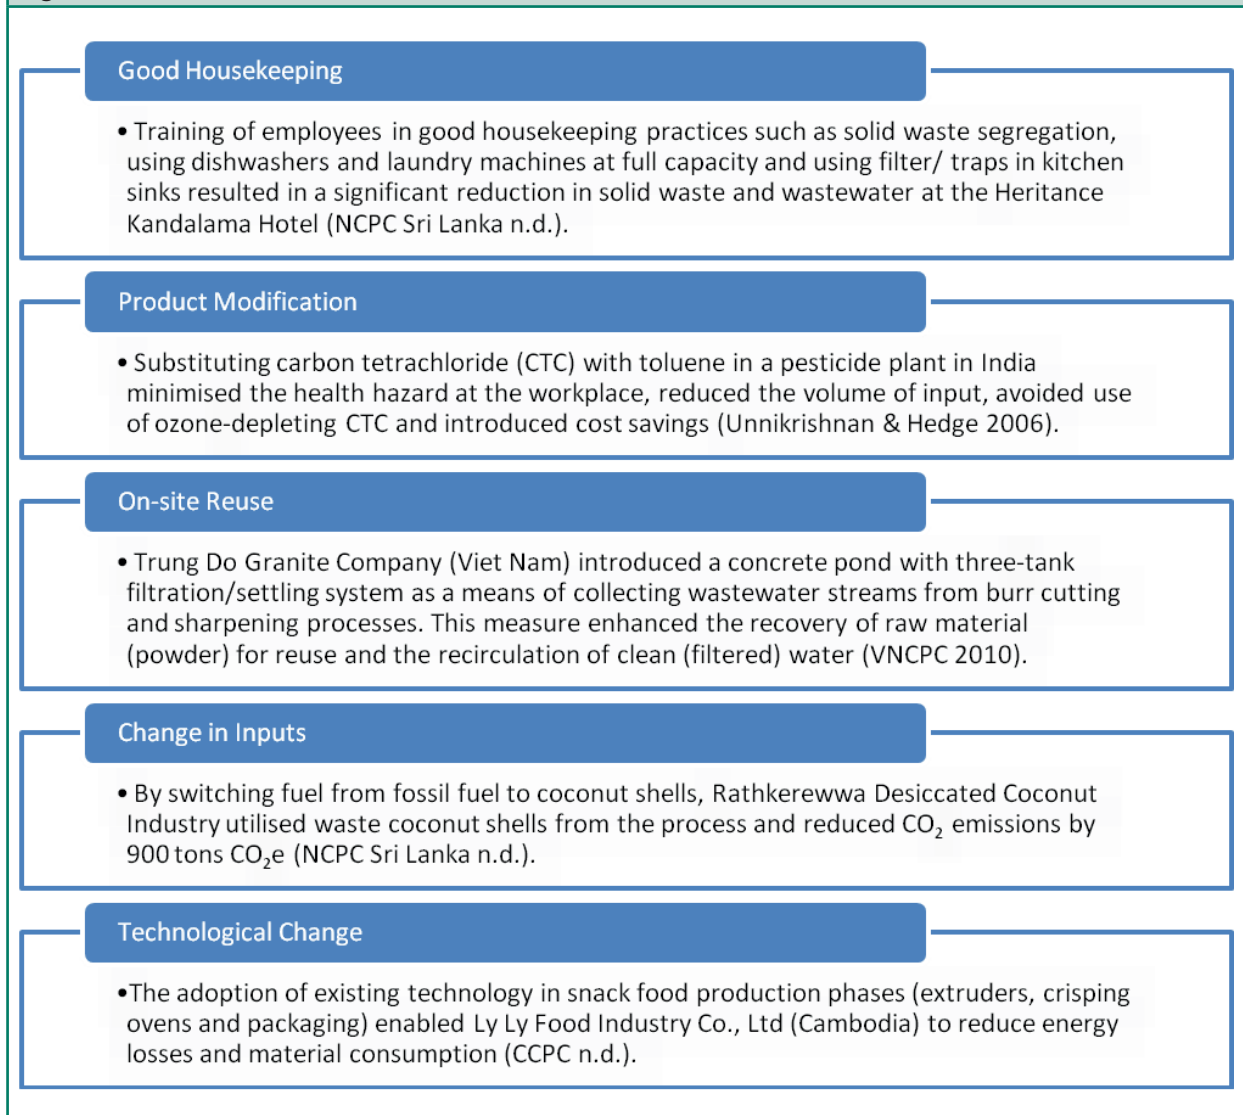 Good Housekeeping
• Training of employees in good housekeeping practices such as solid waste segregation,
using dishwashers and laundry machines at full capacity and using filter/ traps in kitchen
sinks resulted in a significant reduction in solid waste and wastewater at the Heritance
Kandalama Hotel (NCPC Sri Lanka n.d.).
Product Modification
• Substituting carbon tetrachloride (CTC) with toluene in a pesticide plant in India
minimised the health hazard at the workplace, reduced the volume of input, avoided use
of ozone-depleting CTC and introduced cost savings (Unnikrishnan & Hedge 2006).
On-site Reuse
• Trung Do Granite Company (Viet Nam) introduced a concrete pond with three-tank
filtration/settling system as a means of collecting wastewater streams from burr cutting
and sharpening processes. This measure enhanced the recovery of raw material
(powder) for reuse and the recirculation of clean (filtered) water (VNCPC 2010).
Change in Inputs
• By switching fuel from fossil fuel to coconut shells, Rathkerewwa Desiccated Coconut
Industry utilised waste coconut shells from the process and reduced CO₂ emissions by
900 tons CO₂e (NCPC Sri Lanka n.d.).
Technological Change
•The adoption of existing technology in snack food production phases (extruders, crisping
ovens and packaging) enabled Ly Ly Food Industry Co., Ltd (Cambodia) to reduce energy
losses and material consumption (CCPC n.d.).